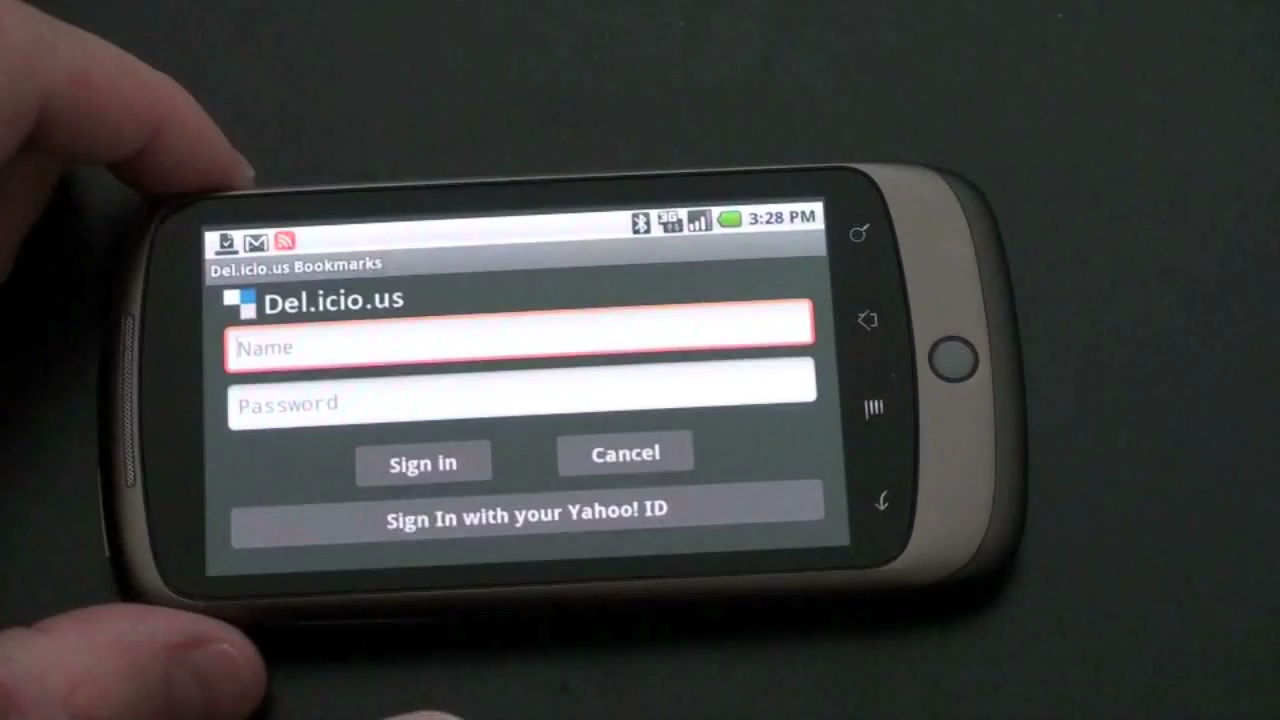 3G 3:28 PM
Del.icio.us Bookmarks
Del.icio.us
Name
Password
Sign in Cancel
Sign In with your Yahoo! ID